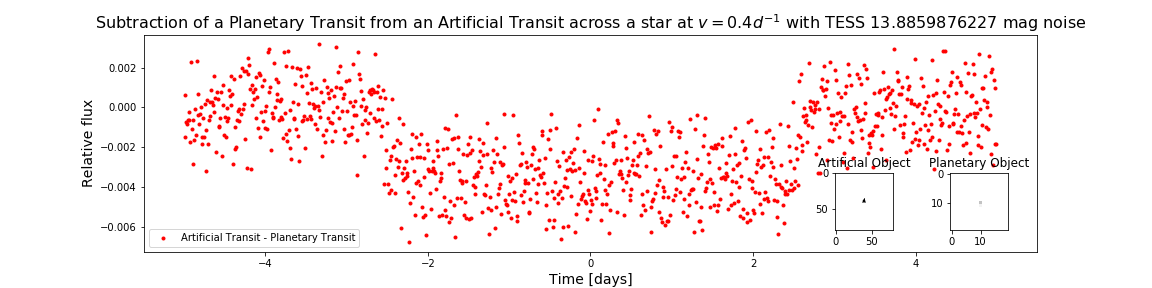 Subtraction of a Planetary Transit from an Artificial Transit across a star at v = 0.4d⁻¹ with TESS 13.8859876227 mag noise
Relative flux
0.002
0.000
−0.002
−0.004
−0.006
Artificial Transit - Planetary Transit
Artificial Object
0
50
0 50
Planetary Object
0
10
0 10
−4 −2 0 2 4
Time [days]